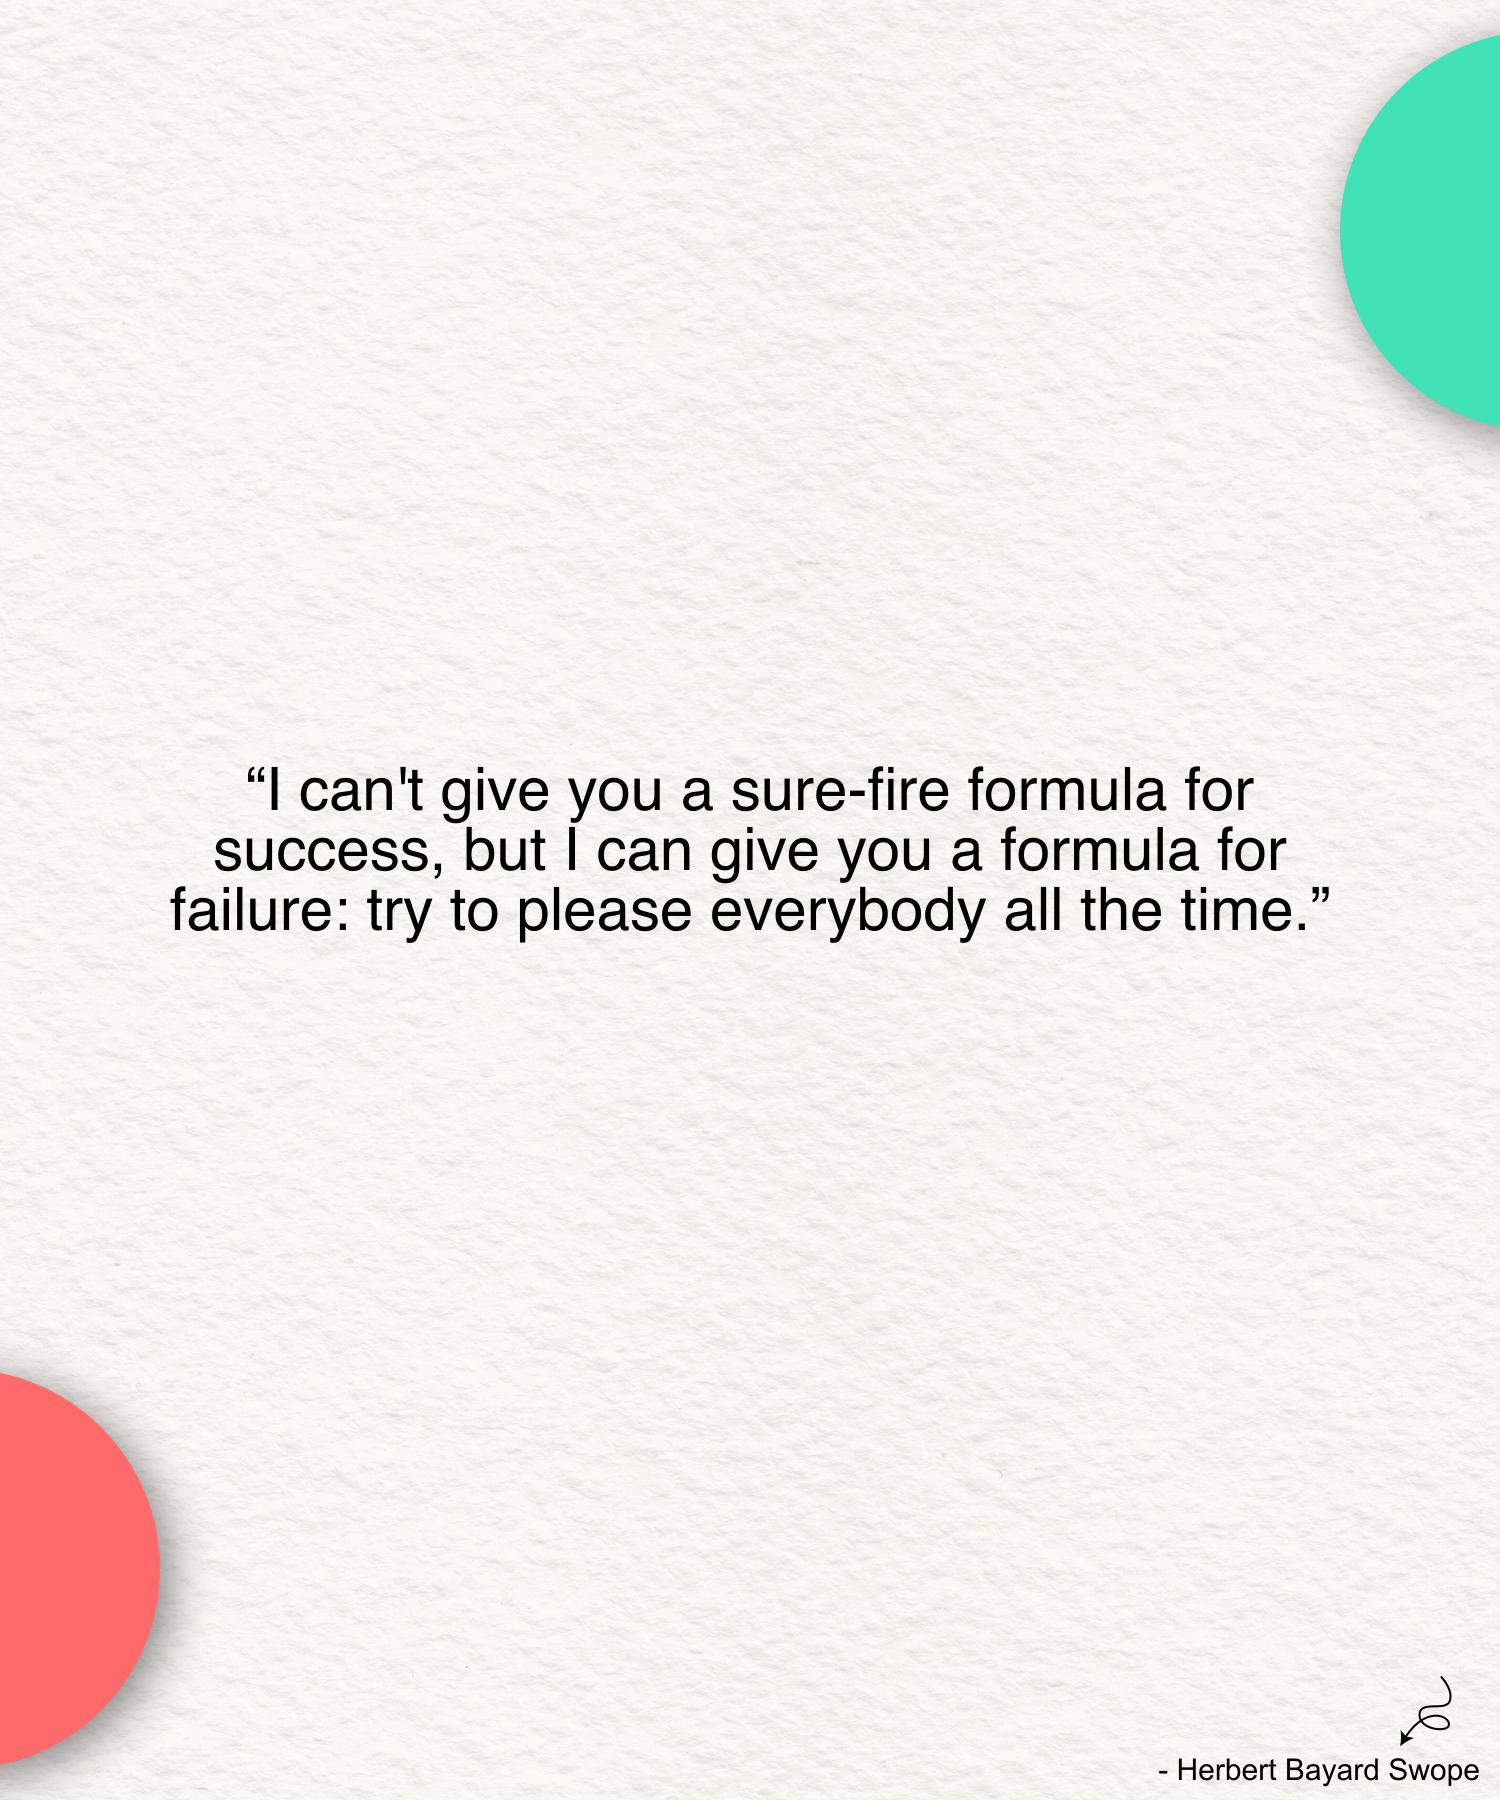 “I can't give you a sure-fire formula for
success, but I can give you a formula for
failure: try to please everybody all the time.”
- Herbert Bayard Swope